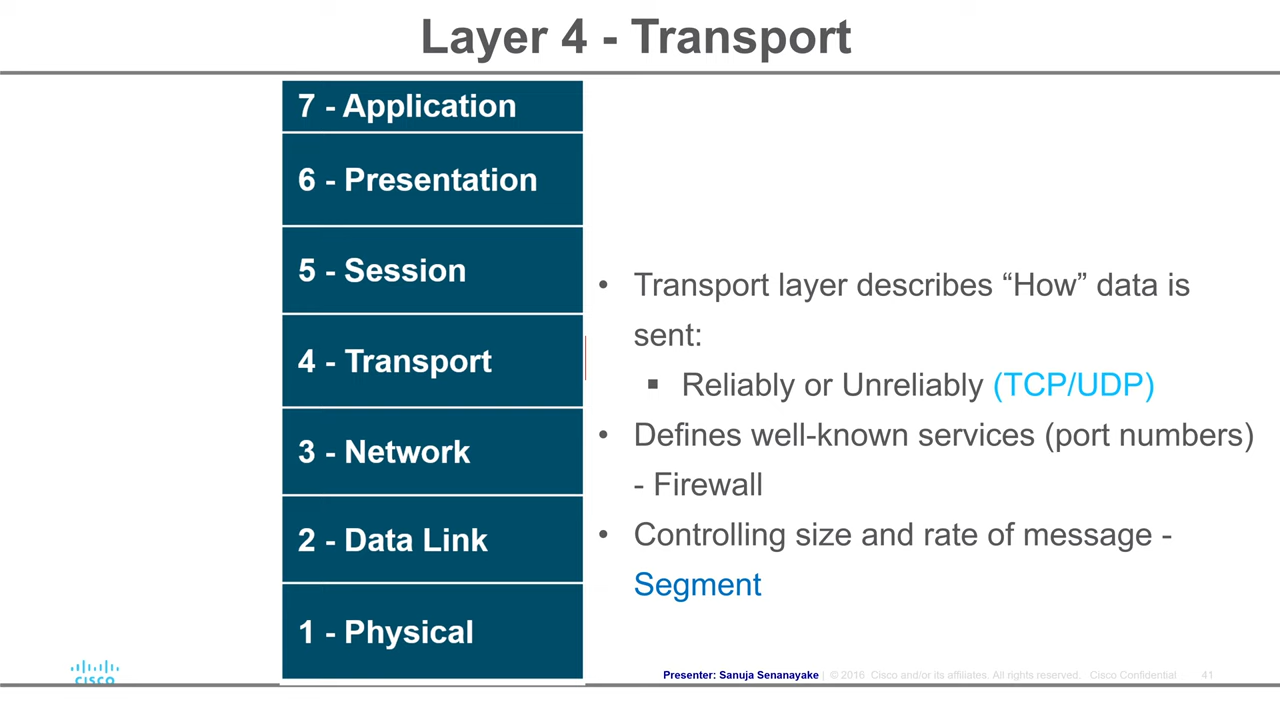 Layer 4 - Transport
7 - Application
6 - Presentation
5 - Session
4 - Transport
3 - Network
2 - Data Link
1 - Physical
• Transport layer describes “How” data is
sent:
▪ Reliably or Unreliably (TCP/UDP)
• Defines well-known services (port numbers)
- Firewall
• Controlling size and rate of message -
Segment
CISCO
Presenter: Sanuja Senanayake | © 2016 Cisco and/or its affiliates. All rights reserved. Cisco Confidential 41